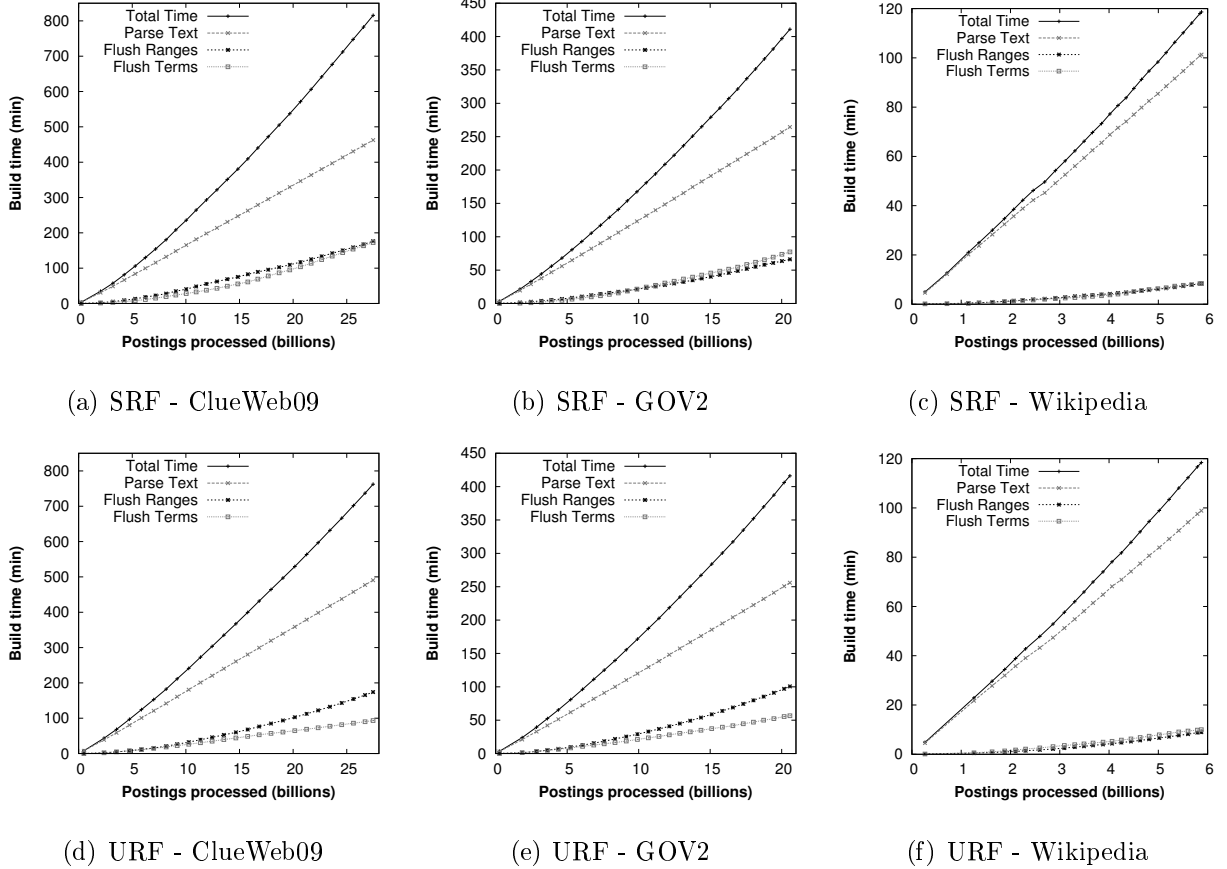 Total Time
Parse Text
Flush Ranges
Flush Terms
Build time (min)
800
700
600
500
400
300
200
100
0
0 5 10 15 20 25
Postings processed (billions)
(a) SRF - ClueWeb09
Total Time
Parse Text
Flush Ranges
Flush Terms
Build time (min)
450
400
350
300
250
200
150
100
50
0
0 5 10 15 20
Postings processed (billions)
(b) SRF - GOV2
Total Time
Parse Text
Flush Ranges
Flush Terms
Build time (min)
120
100
80
60
40
20
0
0 1 2 3 4 5 6
Postings processed (billions)
(c) SRF - Wikipedia
Total Time
Parse Text
Flush Ranges
Flush Terms
Build time (min)
800
700
600
500
400
300
200
100
0
0 5 10 15 20 25
Postings processed (billions)
(d) URF - ClueWeb09
Total Time
Parse Text
Flush Ranges
Flush Terms
Build time (min)
450
400
350
300
250
200
150
100
50
0
0 5 10 15 20
Postings processed (billions)
(e) URF - GOV2
Total Time
Parse Text
Flush Ranges
Flush Terms
Build time (min)
120
100
80
60
40
20
0
0 1 2 3 4 5 6
Postings processed (billions)
(f) URF - Wikipedia